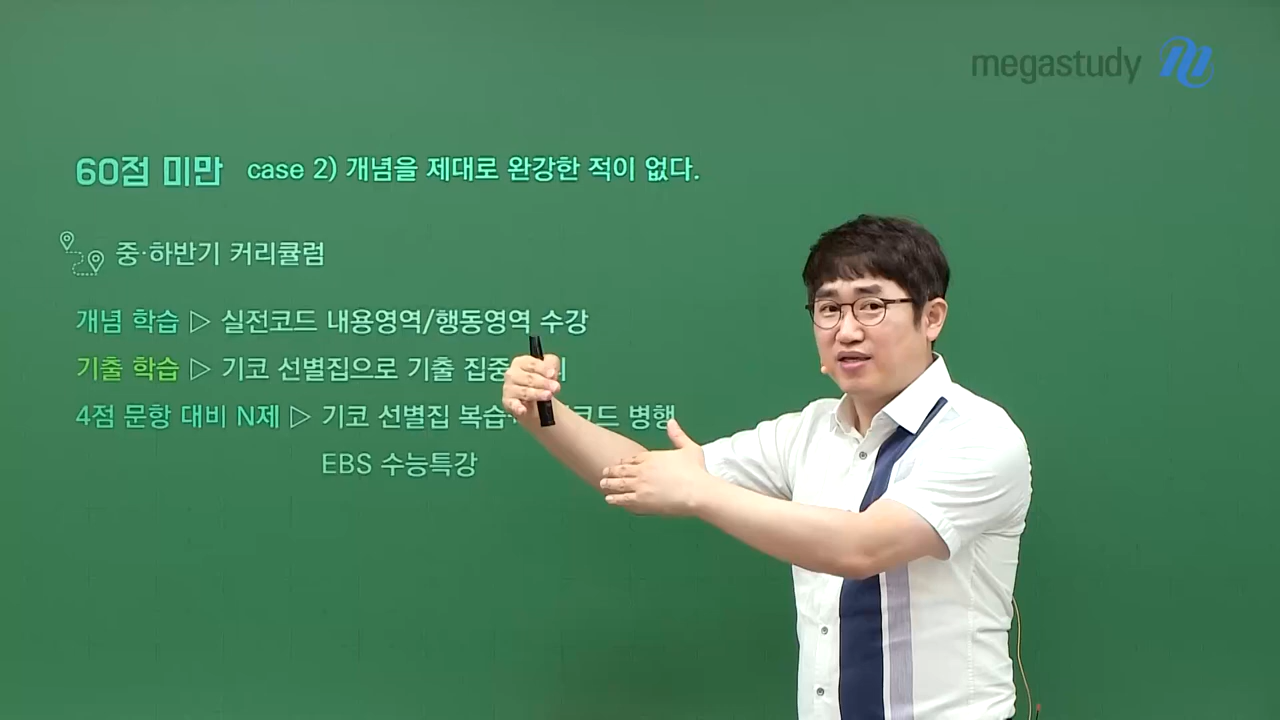 megastudy
60점 미만 case 2) 개념을 제대로 완강한 적이 없다.
중·하반기 커리큘럼
개념 학습 ▷ 실전코드 내용영역/행동영역 수강
기출 학습 ▷ 기코 선별집으로 기출 집중
4점 문항 대비 N제 ▷ 기코 선별집 복습 병행
EBS 수능특강